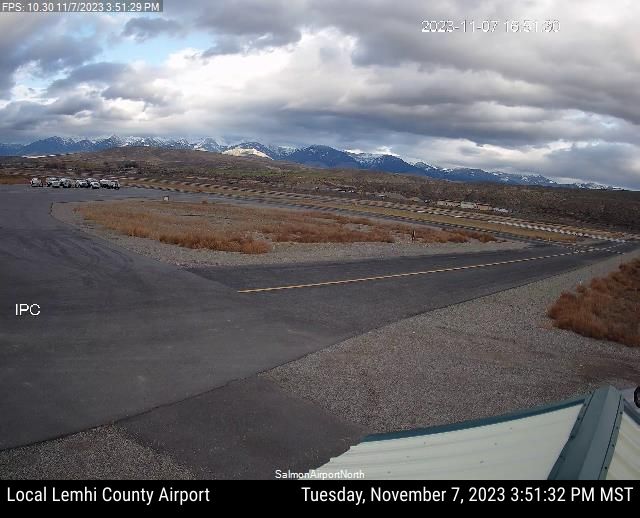 FPS: 10.30 11/7/2023 3:51:29 PM
2023-11-07 16:51:30
IPC
SalmonAirportNorth
Local Lemhi County Airport Tuesday, November 7, 2023 3:51:32 PM MST